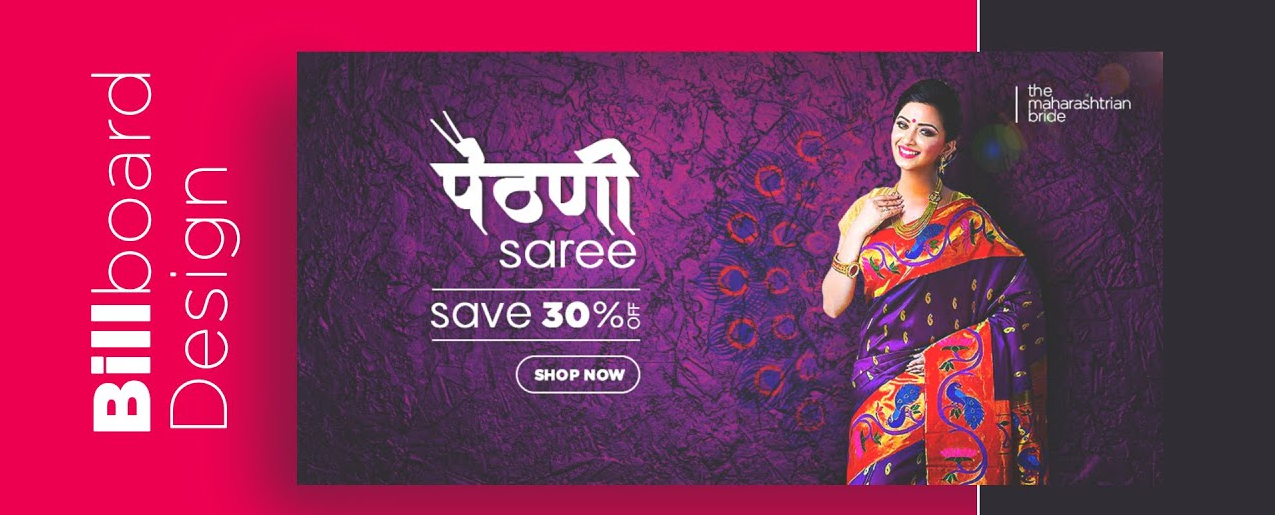 Billboard
Design
पैठणी
saree
save 30% OFF
SHOP NOW
the
maharashtrian
bride